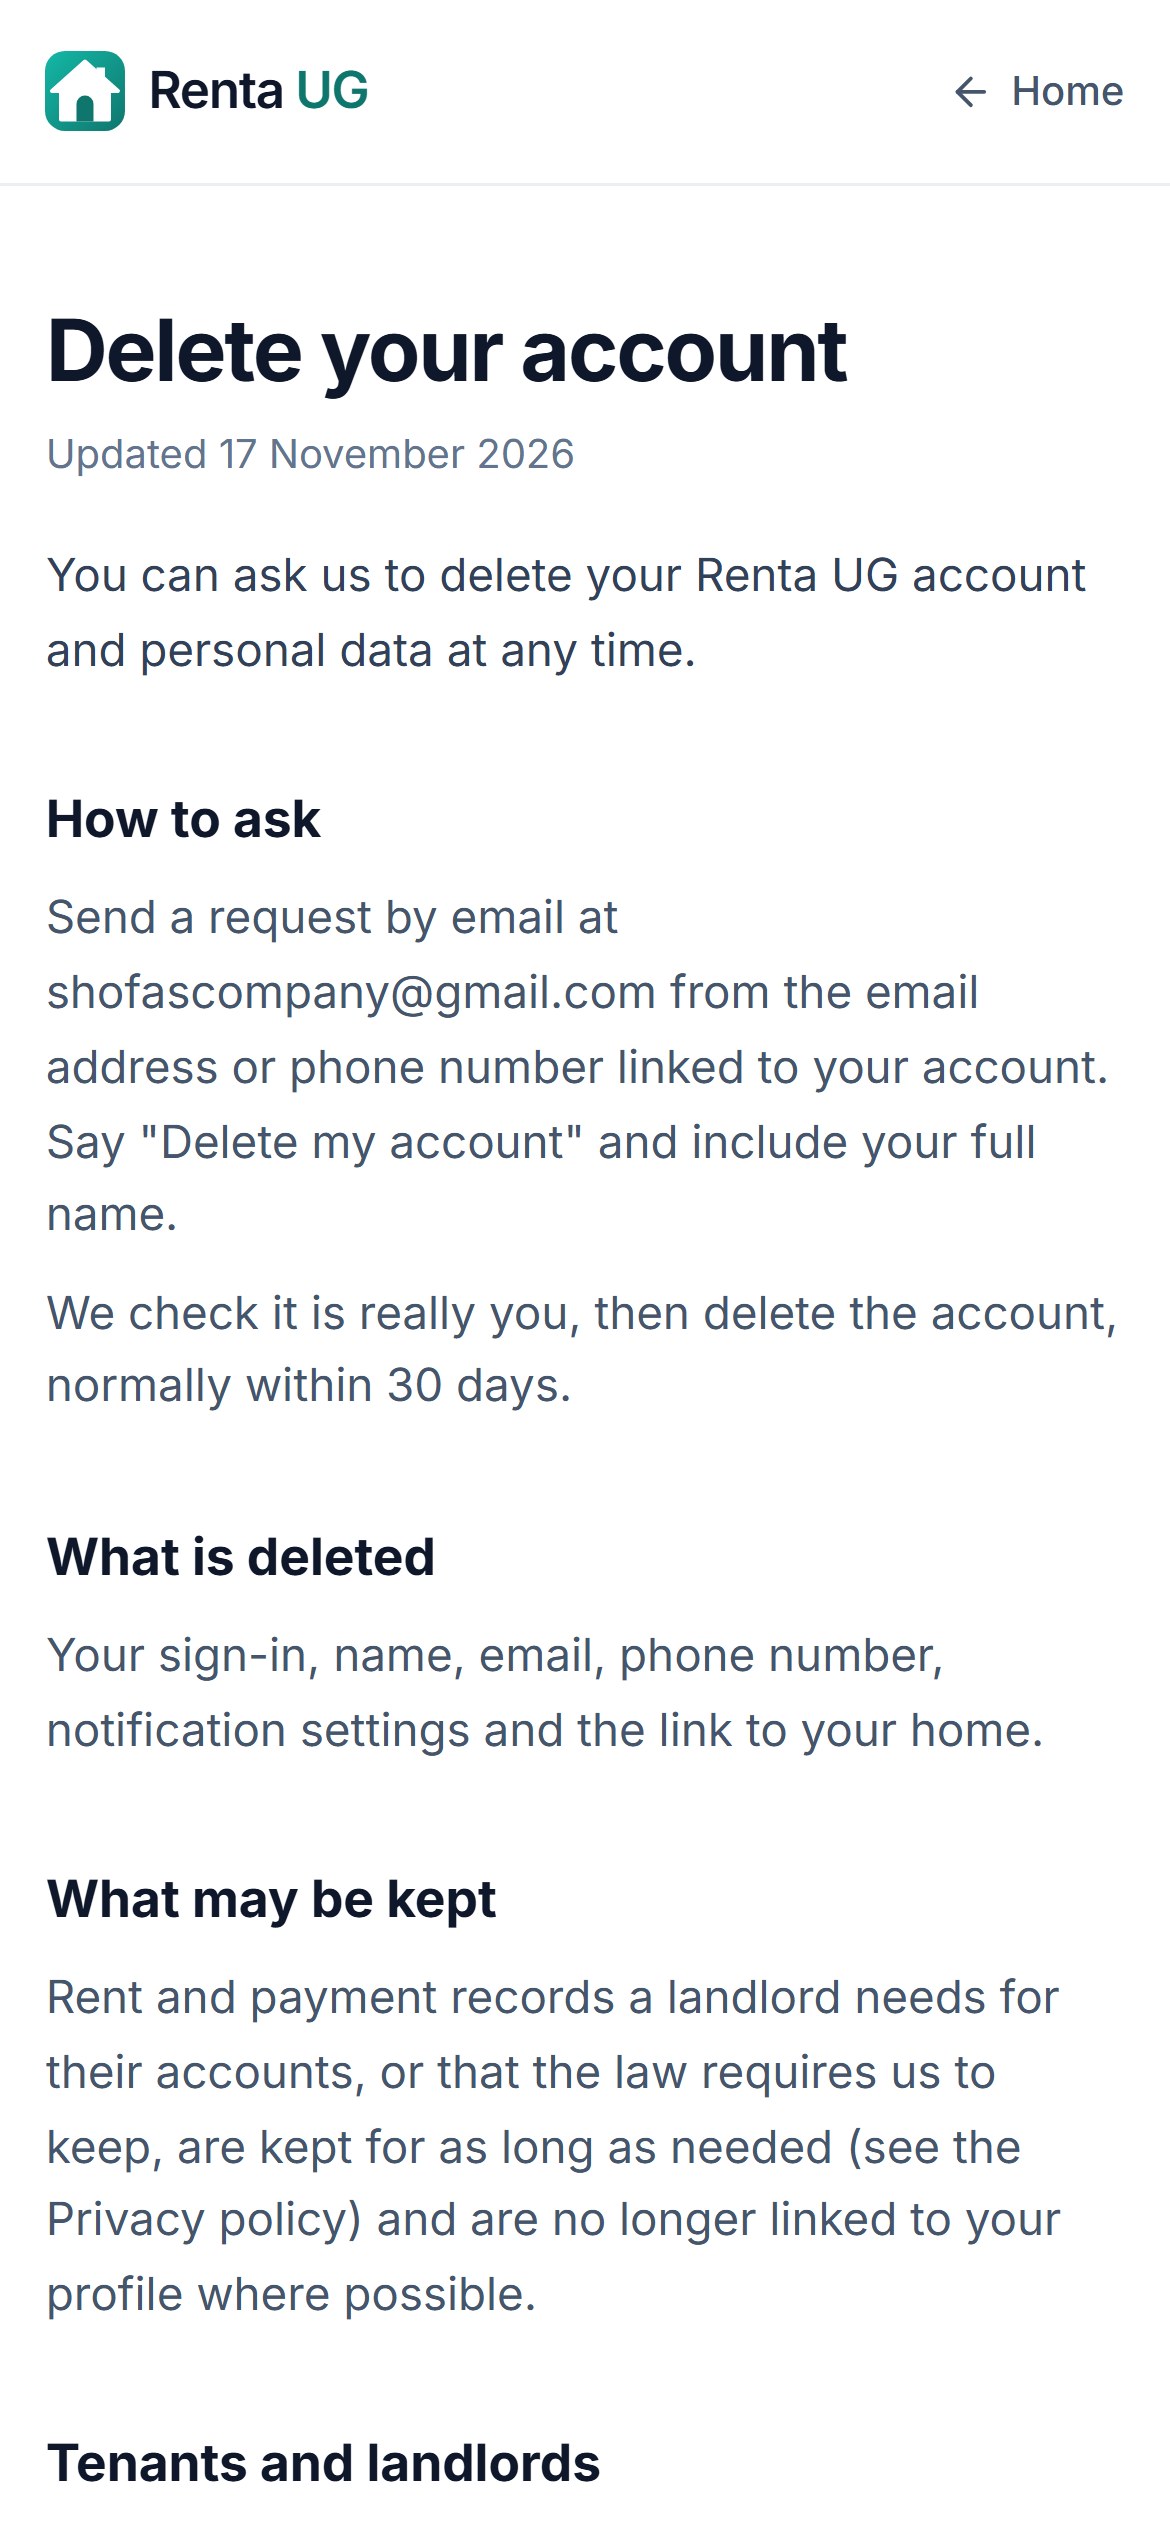 Renta UG
← Home
Delete your account
Updated 17 November 2026
You can ask us to delete your Renta UG account
and personal data at any time.
How to ask
Send a request by email at
shofascompany@gmail.com from the email
address or phone number linked to your account.
Say "Delete my account" and include your full
name.
We check it is really you, then delete the account,
normally within 30 days.
What is deleted
Your sign-in, name, email, phone number,
notification settings and the link to your home.
What may be kept
Rent and payment records a landlord needs for
their accounts, or that the law requires us to
keep, are kept for as long as needed (see the
Privacy policy) and are no longer linked to your
profile where possible.
Tenants and landlords